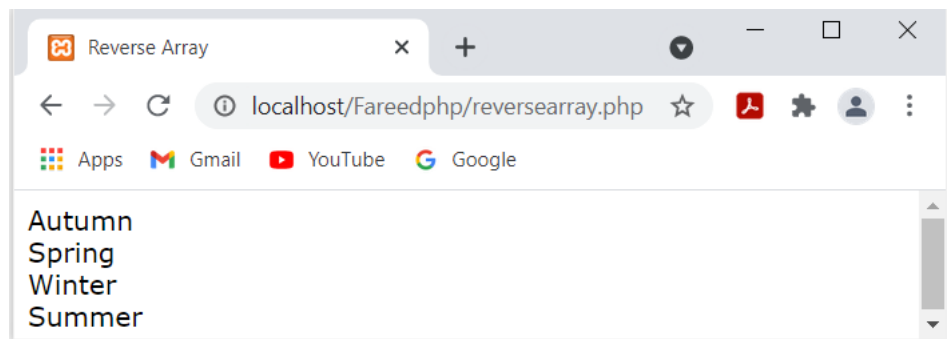 Reverse Array
localhost/Fareedphp/reversearray.php
Apps Gmail YouTube Google
Autumn
Spring
Winter
Summer